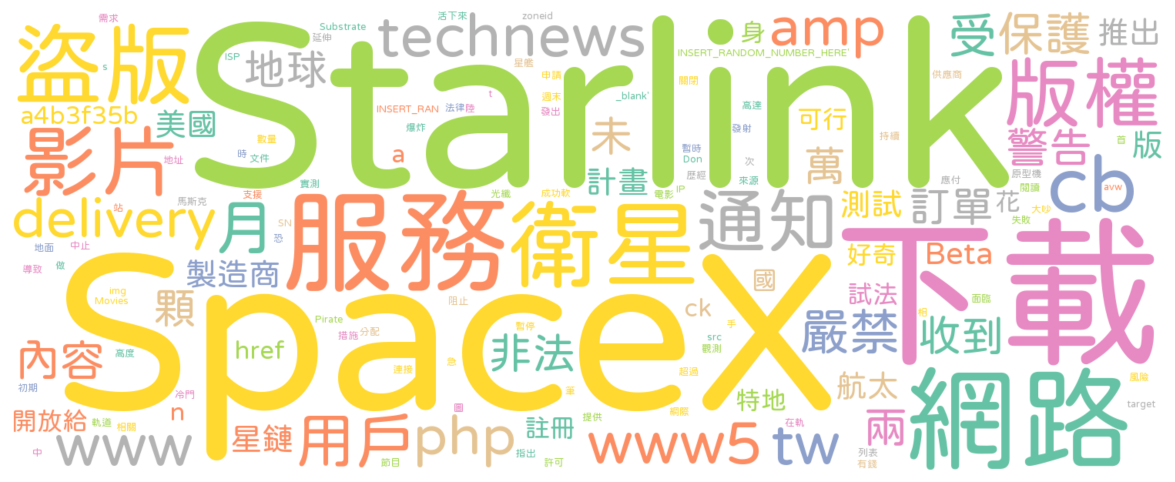 需求 Substrate 活下來 zoneid
盜版 Starlink technews 身 amp 受 保護 推出
延伸 ISP 地球 星艦 INSERT_RANDOM_NUMBER_HERE' 供應商
s 申請 關閉 版權
a4b3f35b 美國 INSERT_RAN 法律 陸 週末 _blank' 高達 可行
數量 爆炸 t 發出 未 發射 持續 警告 版
影片 地址 時 文件 a 暫時 Don 萬 原型機 首
支援 實測 計畫 次 歷經 來源 應付 閱讀 cb avw
delivery 站 馬斯克 月 服務 光纖 成功軟 衛星 電影 IP 通知 測試 訂單 花 大砂 失敗
SN 恐 地面 中止 好奇 Beta 下載
導致 做 製造商 國 試法 面臨
img Movies 顆 SpaceX ck 嚴禁 收到
內容 高度 href Pirate 措施 分配 阻止 暫停 手 src 觀測
初期 冷門 連接 急 非法 超過 航太 風險
開放給 軌道 相關 n 星鏈 用戶 圖 php 註冊 提供 軍 網關 特地 在軌 兩 網路 target
中 www 節目 指出 許可 www5 tw 列表 有錢